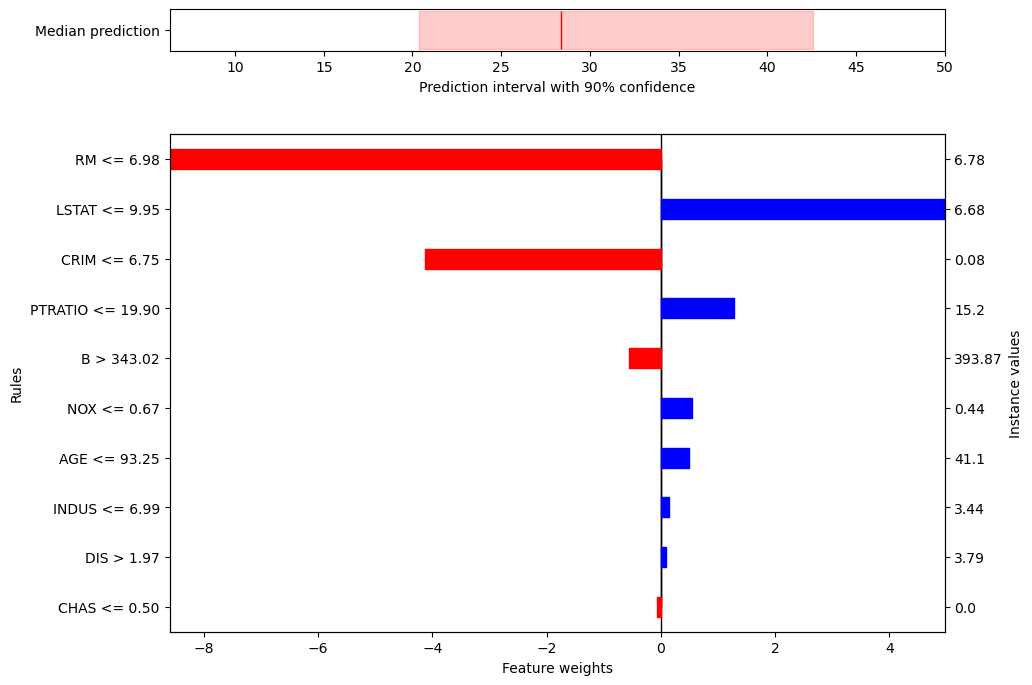 Median prediction
10 15 20 25 30 35 40 45 50
Prediction interval with 90% confidence
RM <= 6.98 6.78
LSTAT <= 9.95 6.68
CRIM <= 6.75 0.08
PTRATIO <= 19.90 15.2
B > 343.02 393.87
NOX <= 0.67 0.44
AGE <= 93.25 41.1
INDUS <= 6.99 3.44
DIS > 1.97 3.79
CHAS <= 0.50 0.0
Rules
Instance values
−8 −6 −4 −2 0 2 4
Feature weights